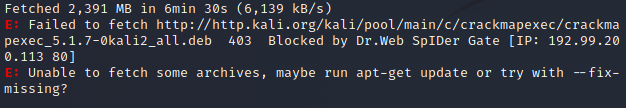 Fetched 2,391 MB in 6min 30s (6,139 kB/s)
E: Failed to fetch http://http.kali.org/kali/pool/main/c/crackmapexec/crackma
pexec_5.1.7-0kali2_all.deb  403  Blocked by Dr.Web SpIDer Gate [IP: 192.99.20
0.113 80]
E: Unable to fetch some archives, maybe run apt-get update or try with --fix-
missing?